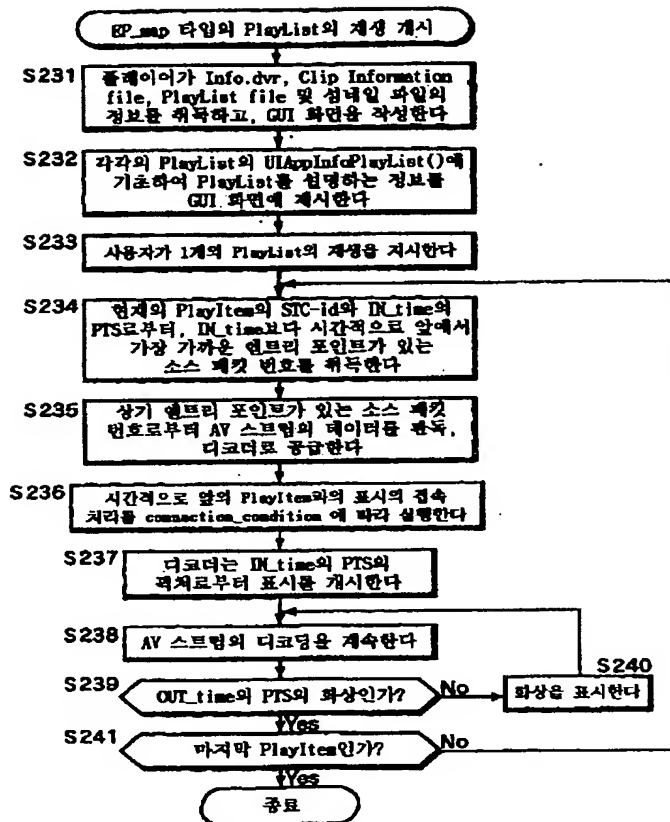 EP_map 타입의 PlayList의 재생 개시
S231
플레이어가 Info.dvr, Clip Information
file, PlayList file 및 섬네일 파일의
정보를 취득하고, GUI 화면을 작성한다
S232
각각의 PlayList의 UIAppInfoPlayList()에
기초하여 PlayList를 설명하는 정보를
GUI 화면에 제시한다
S233
사용자가 1개의 PlayList의 재생을 지시한다
S234
현재의 PlayItem의 STC-id와 IN_time의
PTS로부터, IN_time보다 시간적으로 앞에서
가장 가까운 엔트리 포인트가 있는
소스 패킷 번호를 취득한다
S235
상기 엔트리 포인트가 있는 소스 패킷
번호로부터 AV 스트림의 데이터를 판독,
디코더로 공급한다
S236
시간적으로 앞의 PlayItem과의 표시의 접속
처리를 connection_condition 에 따라 실행한다
S237
디코더는 IN_time의 PTS의
픽처로부터 표시를 개시한다
S238
AV 스트림의 디코딩을 계속한다
S239
OUT_time의 PTS의 화상인가?
No
S240
화상을 표시한다
Yes
S241
마지막 PlayItem인가?
No
Yes
종료